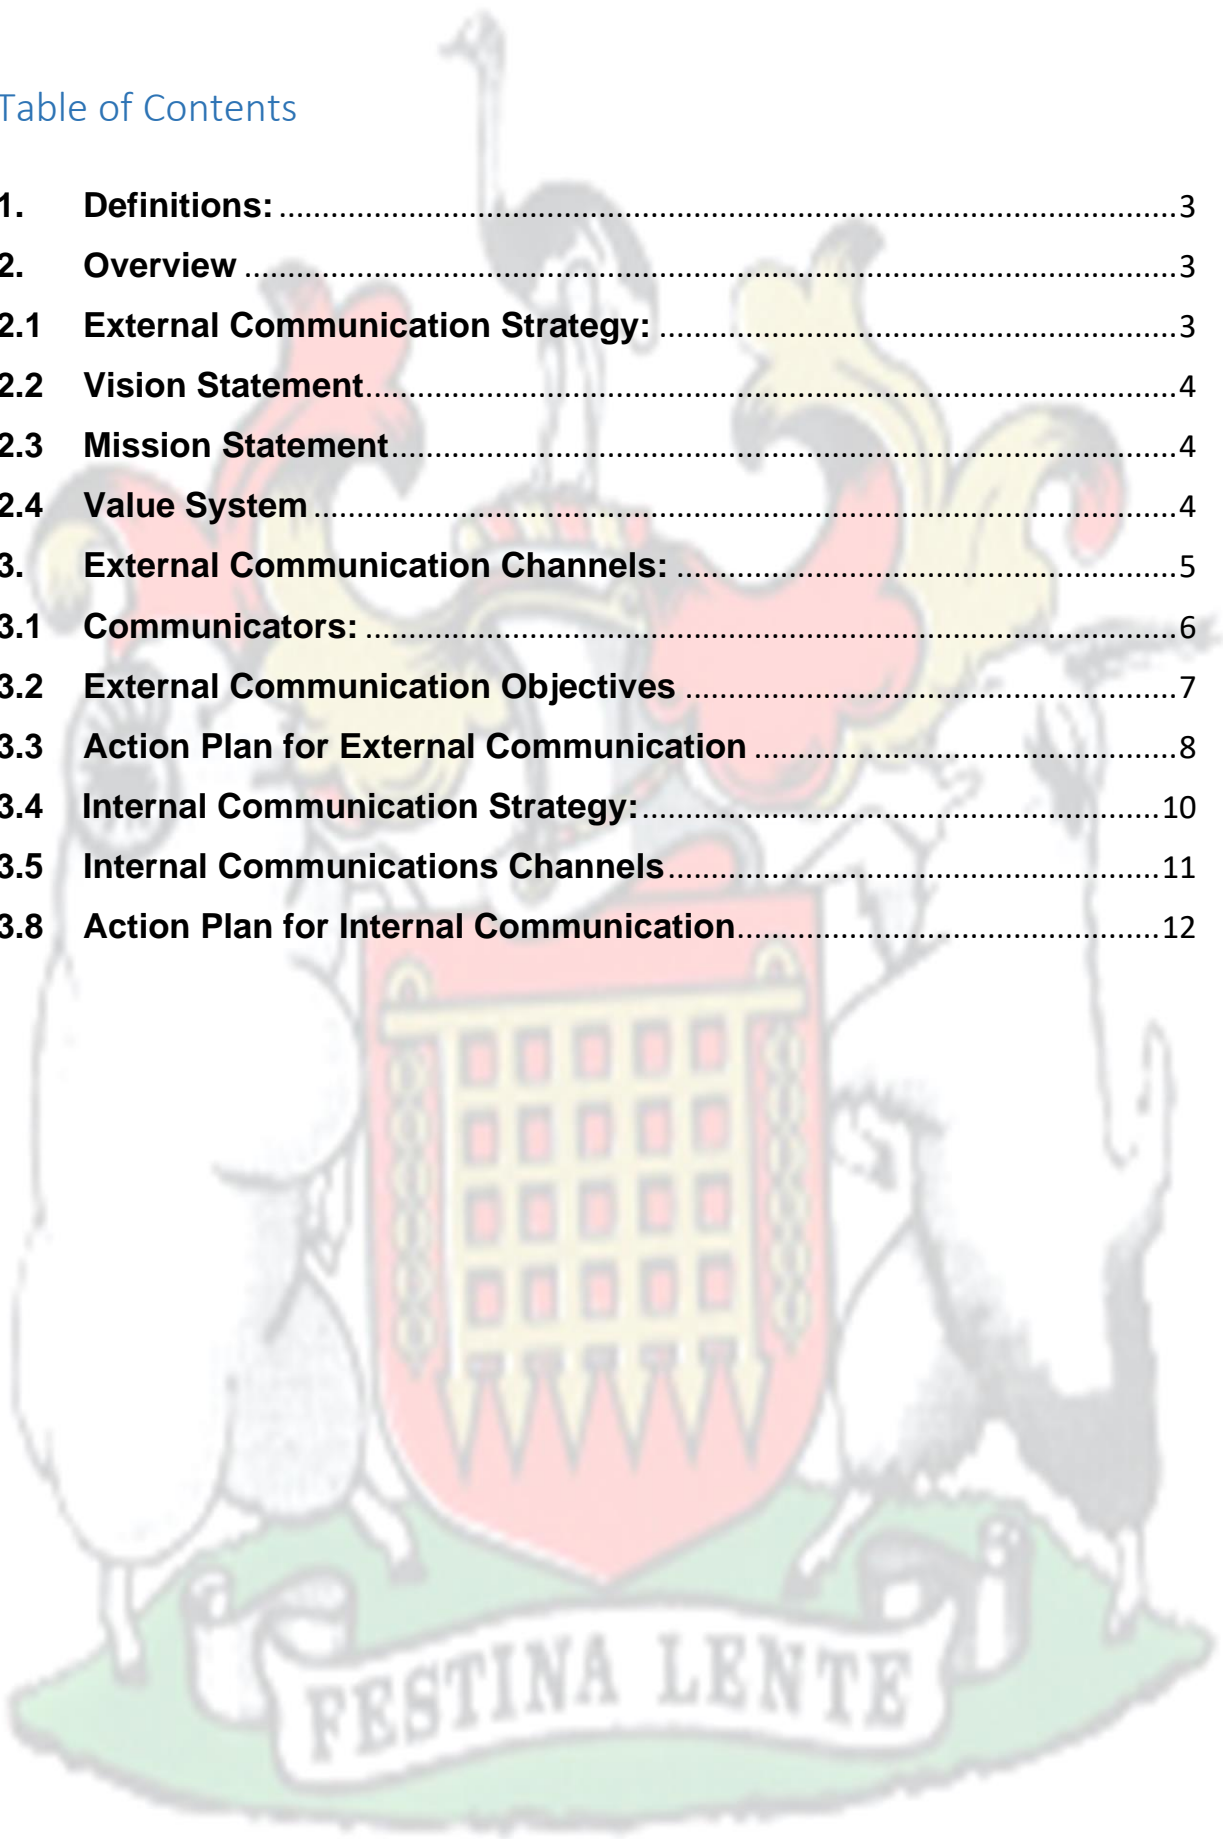 Table of Contents
1. Definitions: ........................................................................................................ 3
2. Overview ........................................................................................................ 3
2.1 External Communication Strategy: ........................................................ 3
2.2 Vision Statement ........................................................................................ 4
2.3 Mission Statement ........................................................................................ 4
2.4 Value System ........................................................................................ 4
3. External Communication Channels: ........................................................ 5
3.1 Communicators: ........................................................................................ 6
3.2 External Communication Objectives ........................................................ 7
3.3 Action Plan for External Communication ................................................ 8
3.4 Internal Communication Strategy: ........................................................ 10
3.5 Internal Communications Channels ........................................................ 11
3.8 Action Plan for Internal Communication ................................................ 12
FESTINA LENTE